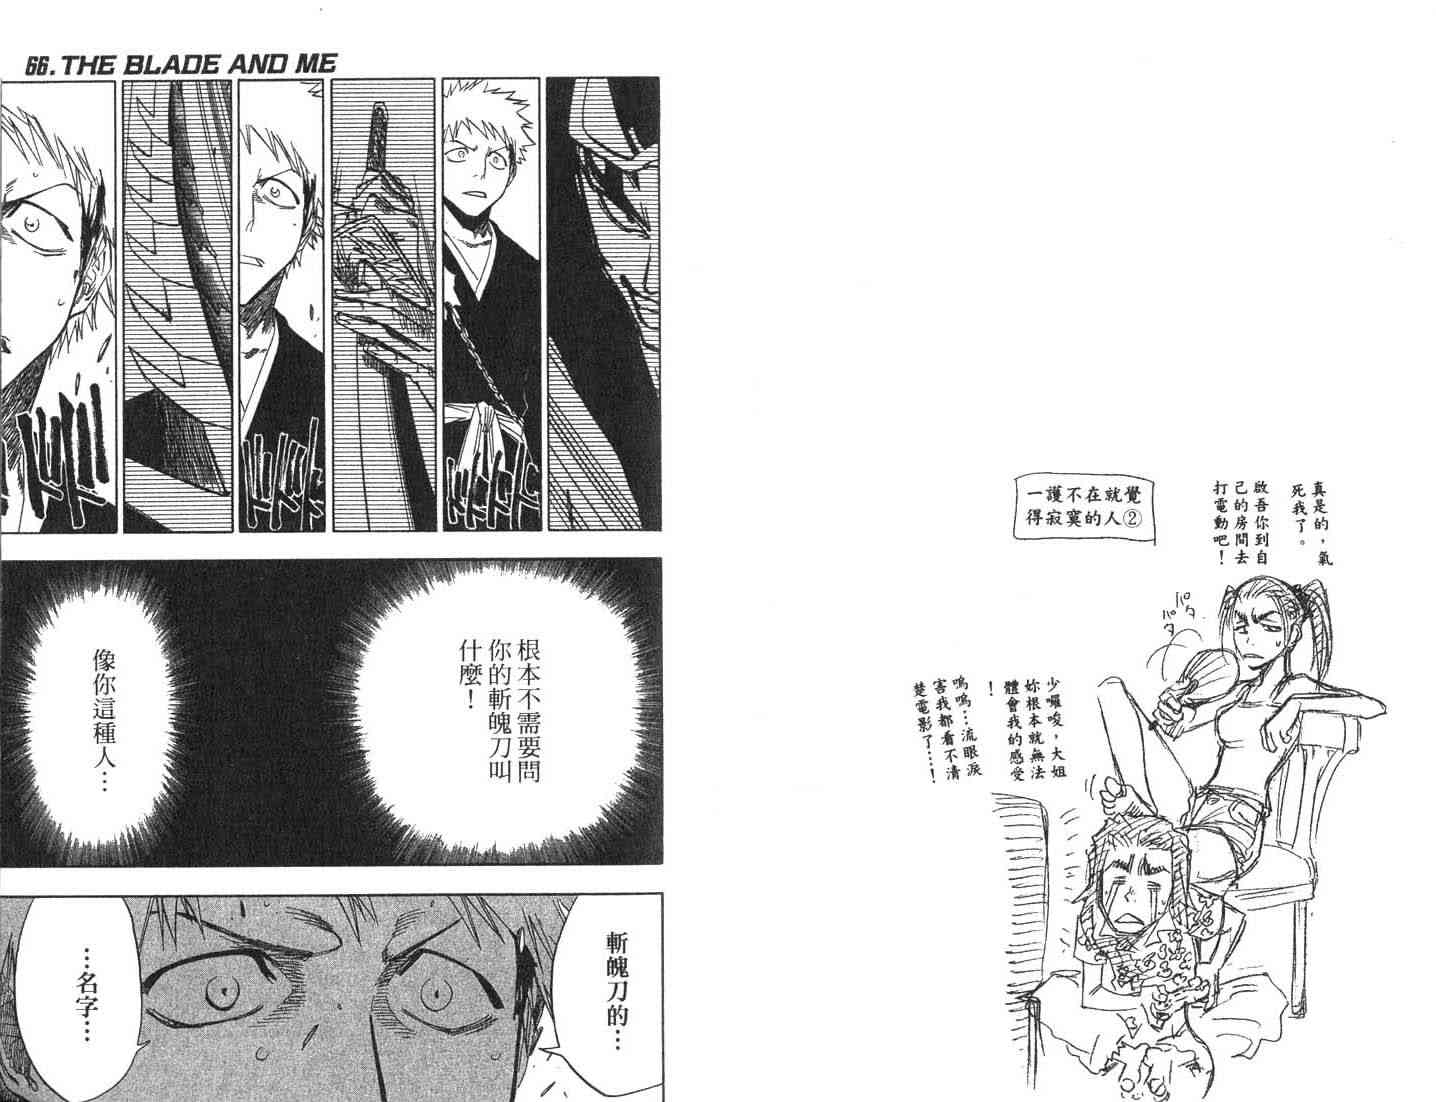 一護不在就覺
得寂寞的人②
真是的，氣
死我了。
啟吾你到自
己的房間去
打電動吧！
パタ
パタ
少囉唆，大姐
妳根本就無法
體會我的感受
！
嗚嗚…流眼淚
害我都看不清
楚電影了…！
66. THE BLADE AND ME
根本不需要問
你的斬魄刀叫
什麼！
像你這種人…
斬魄刀的…
…名字…